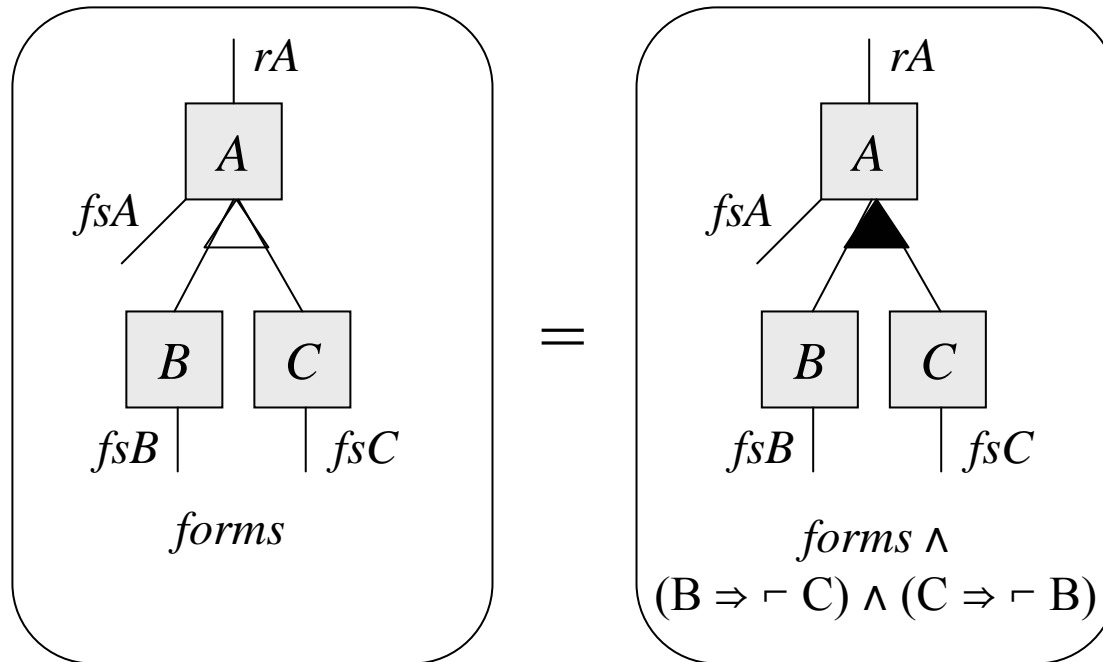 rA
A
fsA
B C
fsB fsC
forms
=
rA
A
fsA
B C
fsB fsC
forms ∧
(B ⇒ ¬ C) ∧ (C ⇒ ¬ B)